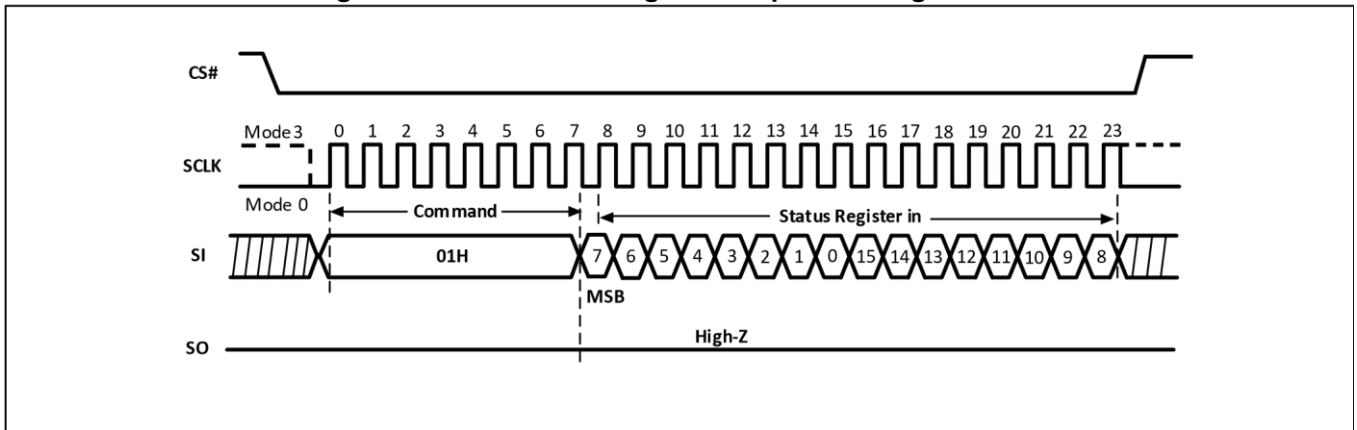 CS#
Mode 3 0 1 2 3 4 5 6 7 8 9 10 11 12 13 14 15 16 17 18 19 20 21 22 23
SCLK
Mode 0 Command Status Register in
SI 01H 7 6 5 4 3 2 1 0 15 14 13 12 11 10 9 8
MSB
High-Z
SO